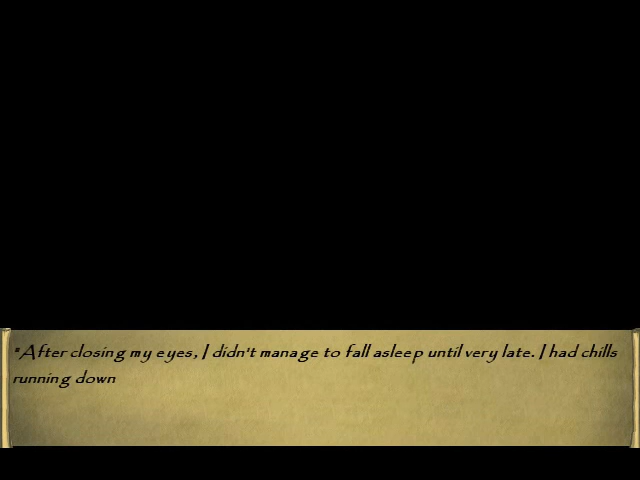 "After closing my eyes, I didn't manage to fall asleep until very late. I had chills
running down